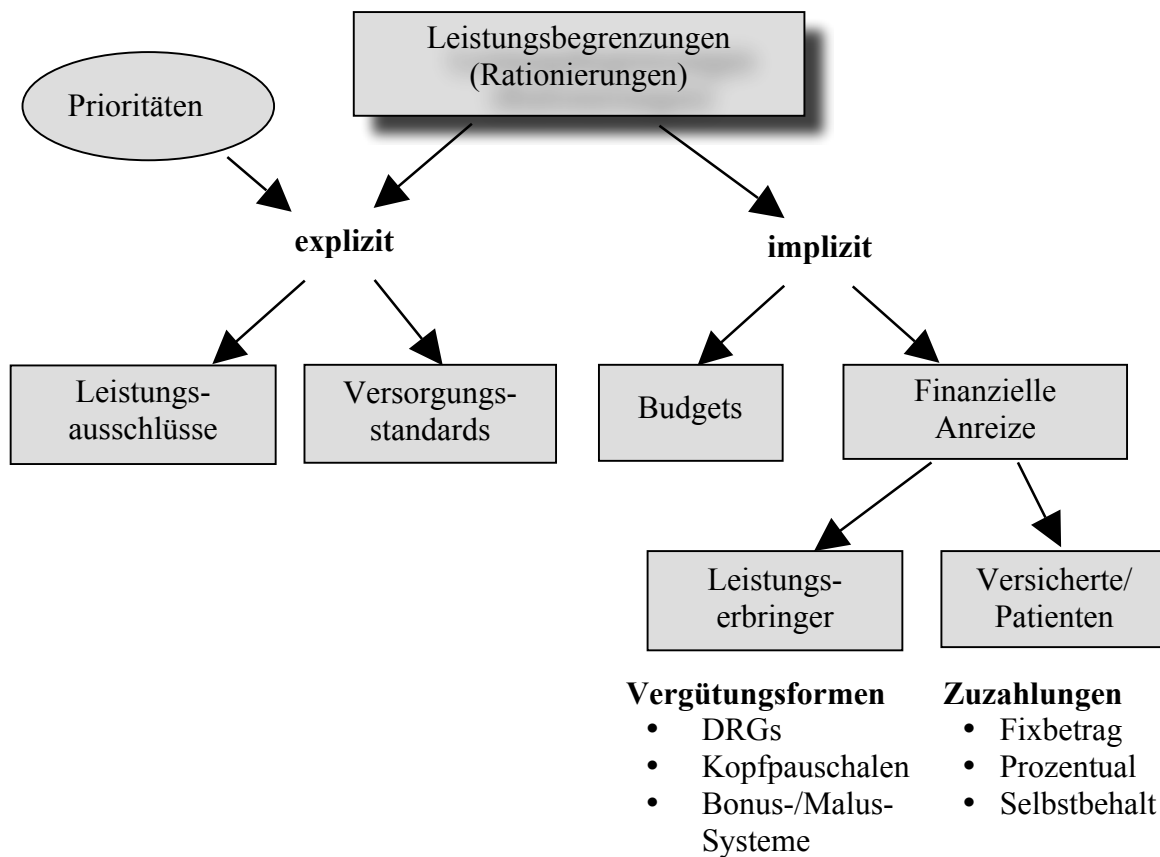 Leistungsbegrenzungen
(Rationierungen)
Prioritäten
explizit
implizit
Leistungs-
ausschlüsse
Versorgungs-
standards
Budgets
Finanzielle
Anreize
Leistungs-
erbringer
Versicherte/
Patienten
Vergütungsformen
• DRGs
• Kopfpauschalen
• Bonus-/Malus-
Systeme
Zuzahlungen
• Fixbetrag
• Prozentual
• Selbstbehalt